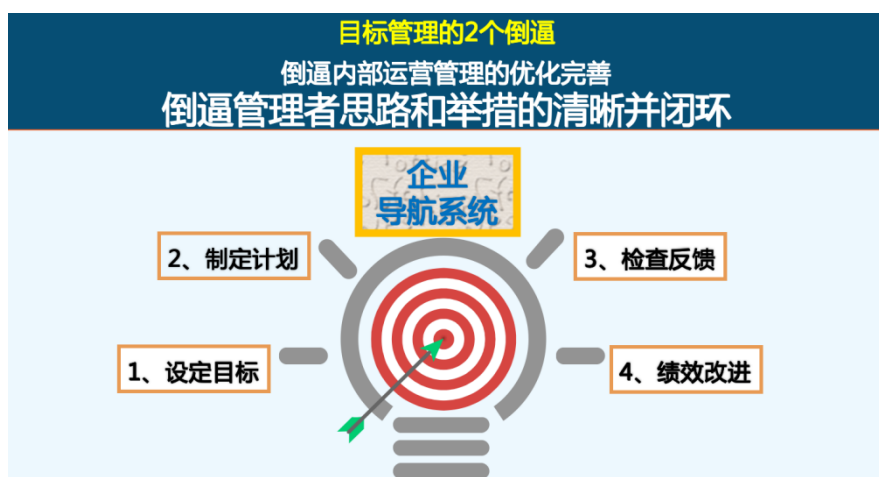 目标管理的2个倒逼
倒逼内部运营管理的优化完善
倒逼管理者思路和举措的清晰并闭环
企业
导航系统
2、制定计划
3、检查反馈
1、设定目标
4、绩效改进